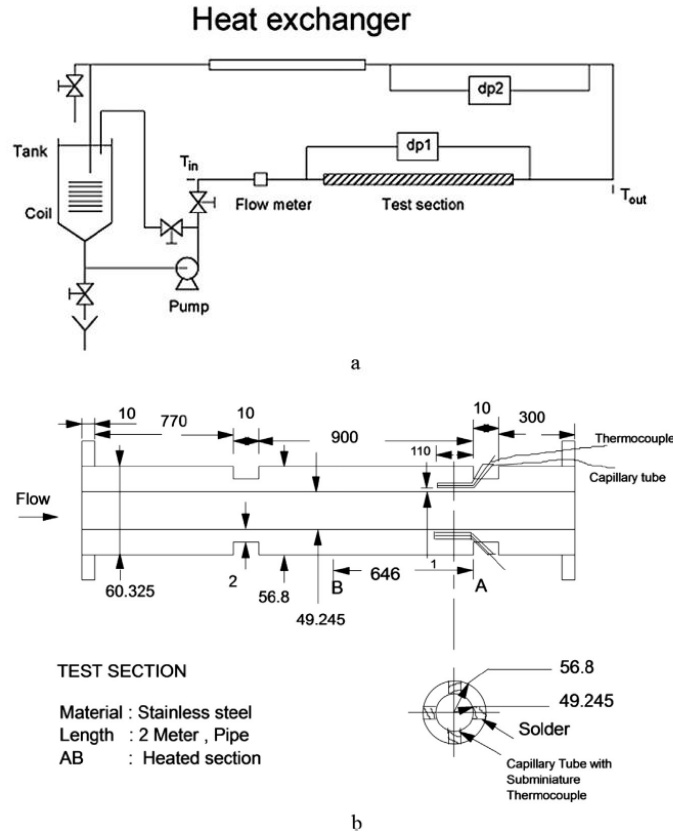 Heat exchanger
dp2
Tank
T_in
dp1
T_out
Coil
Flow meter
Test section
Pump
a
10
770
10
900
10
300
110
Thermocouple
Capillary tube
Flow
60.325
2
56.8
49.245
B
646
1
A
TEST SECTION
Material : Stainless steel
Length : 2 Meter , Pipe
AB : Heated section
56.8
49.245
Solder
Capillary Tube with
Subminiature
Thermocouple
b